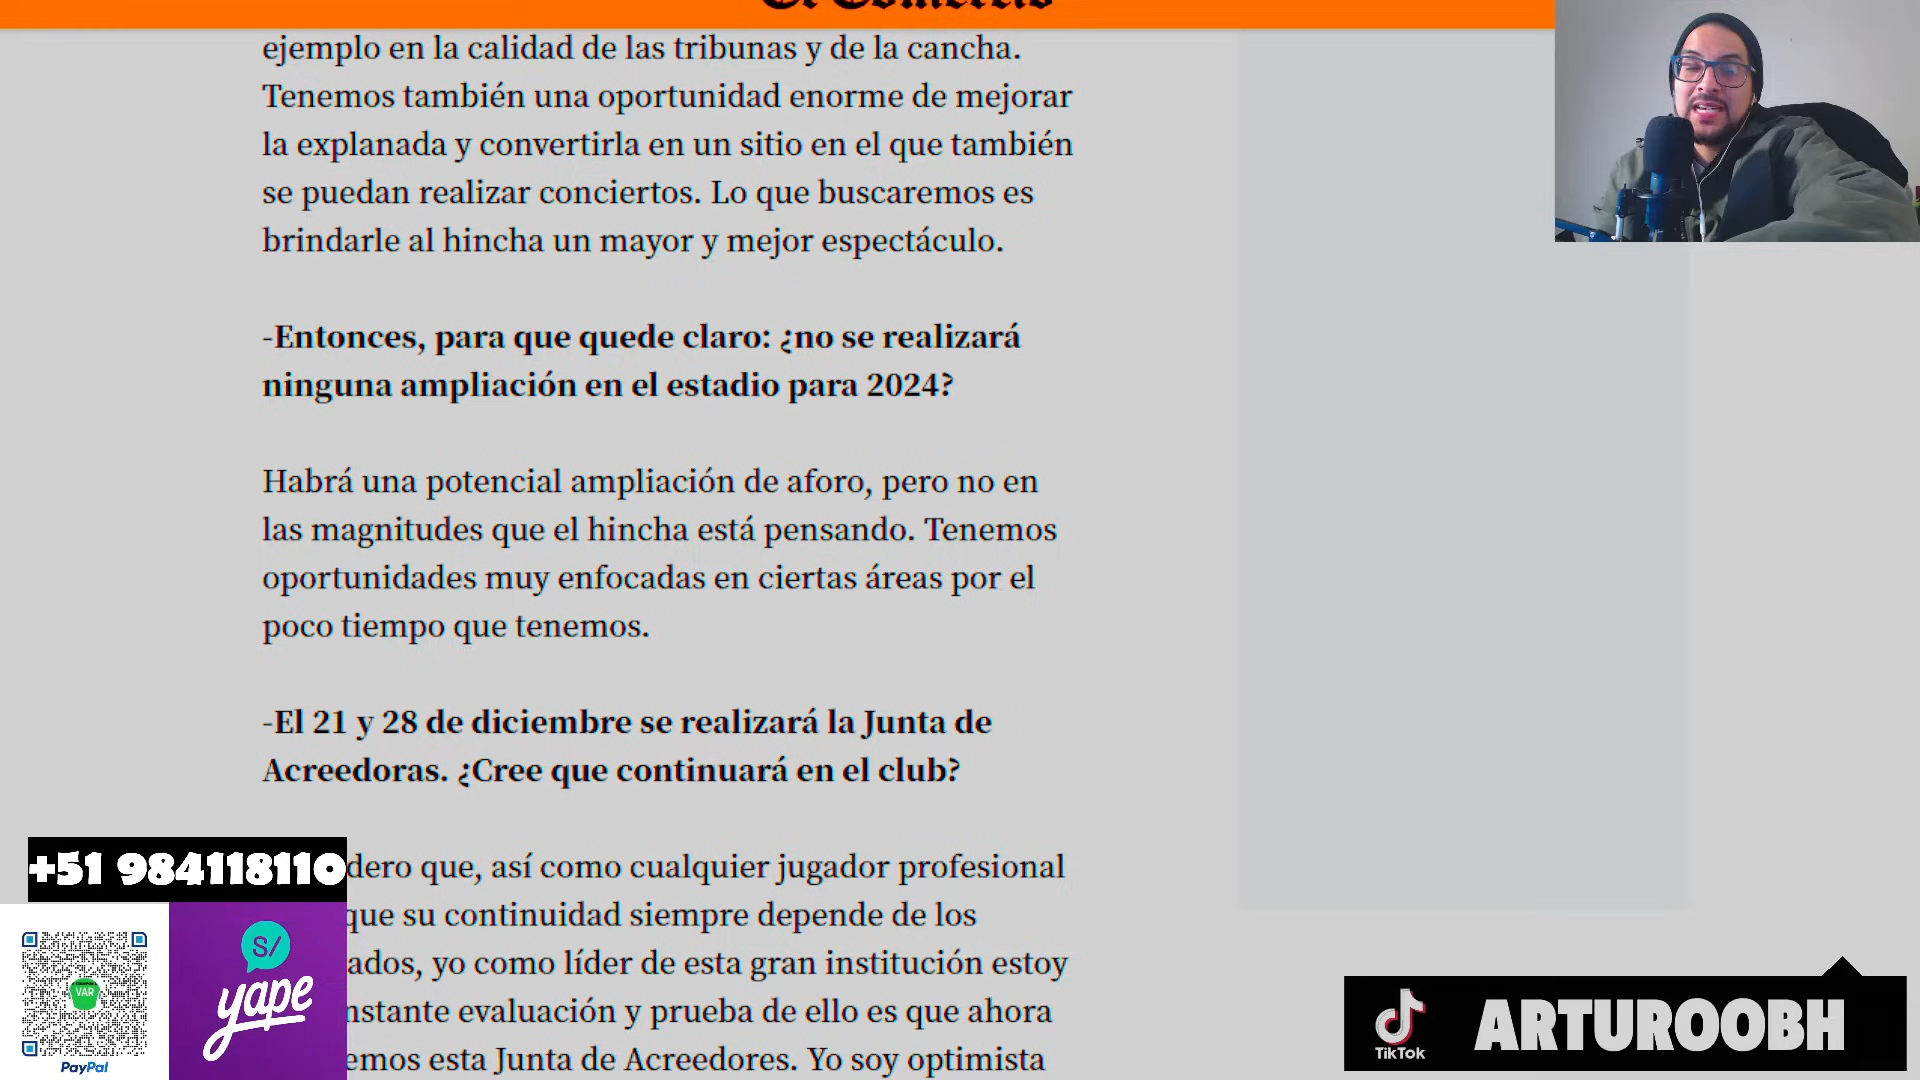 El Comercio
ejemplo en la calidad de las tribunas y de la cancha.
Tenemos también una oportunidad enorme de mejorar
la explanada y convertirla en un sitio en el que también
se puedan realizar conciertos. Lo que buscaremos es
brindarle al hincha un mayor y mejor espectáculo.
-Entonces, para que quede claro: ¿no se realizará
ninguna ampliación en el estadio para 2024?
Habrá una potencial ampliación de aforo, pero no en
las magnitudes que el hincha está pensando. Tenemos
oportunidades muy enfocadas en ciertas áreas por el
poco tiempo que tenemos.
-El 21 y 28 de diciembre se realizará la Junta de
Acreedoras. ¿Cree que continuará en el club?
dero que, así como cualquier jugador profesional
que su continuidad siempre depende de los
ados, yo como líder de esta gran institución estoy
nstante evaluación y prueba de ello es que ahora
emos esta Junta de Acreedores. Yo soy optimista
+51 984118110
VAR
PayPal
S/
yape
TikTok
ARTUROOBH